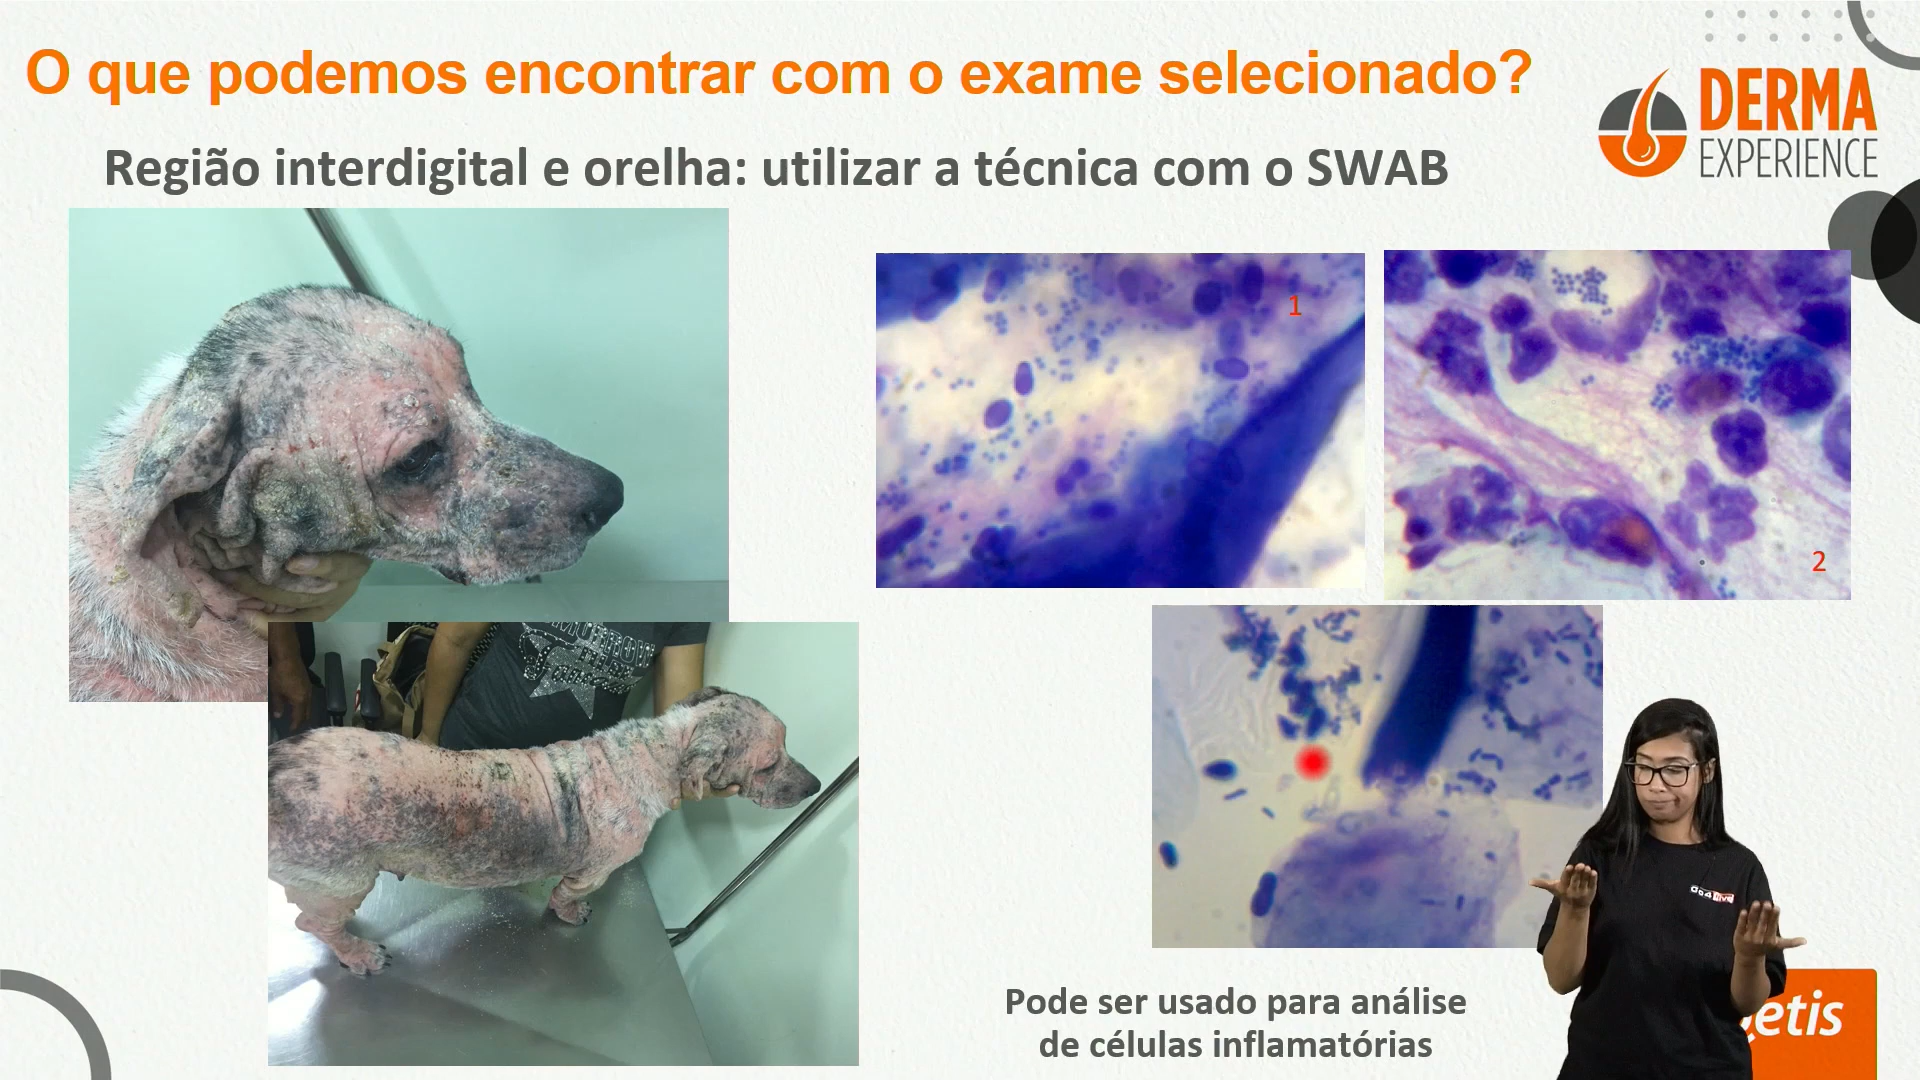 O que podemos encontrar com o exame selecionado?
DERMA
EXPERIENCE
Região interdigital e orelha: utilizar a técnica com o SWAB
1
2
Pode ser usado para análise
de células inflamatórias
etis